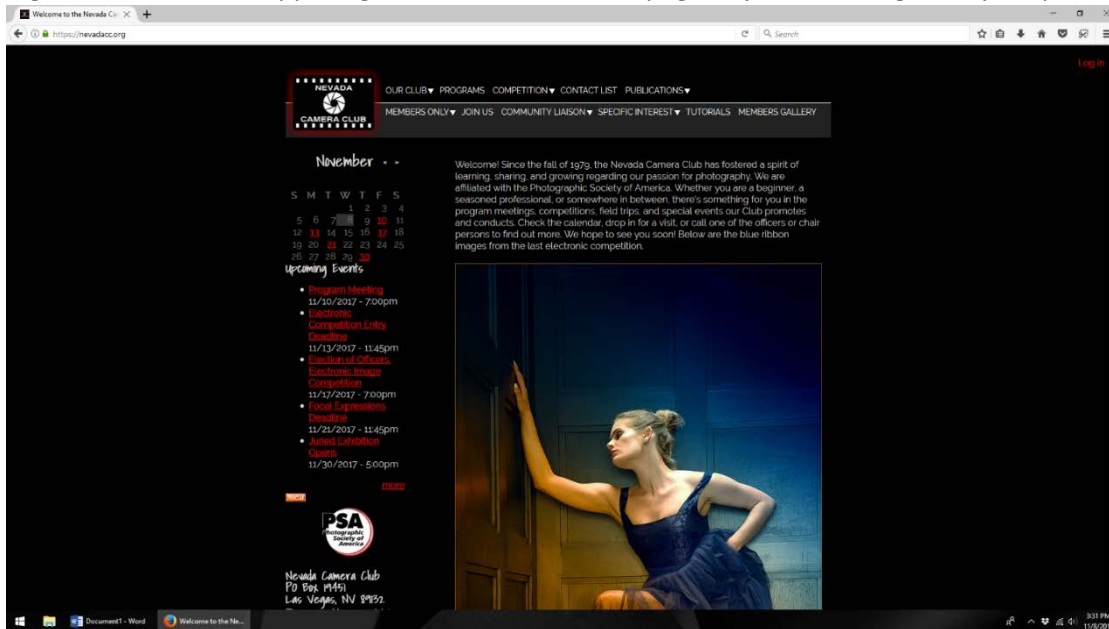 Welcome to the Nevada Ca
https://nevadacc.org
Search
Log in
NEVADA
CAMERA CLUB
OUR CLUB▼ PROGRAMS COMPETITION▼ CONTACT LIST PUBLICATIONS▼
MEMBERS ONLY▼ JOIN US COMMUNITY LIAISON▼ SPECIFIC INTEREST▼ TUTORIALS MEMBERS GALLERY
November
S M T W T F S
1 2 3 4
5 6 7 8 9 10 11
12 13 14 15 16 17 18
19 20 21 22 23 24 25
26 27 28 29 30
Upcoming Events
• Program Meeting
11/10/2017 - 7:00pm
• Electronic
Competition Entry
Deadline
11/13/2017 - 11:45pm
• Election of Officers,
Electronic Image
Competition
11/17/2017 - 7:00pm
• Focal Expressions
Deadline
11/21/2017 - 11:45pm
• Juried Exhibition
Opens
11/30/2017 - 5:00pm
more
PSA
Photographic
Society of
America
Nevada Camera Club
PO Box 19451
Las Vegas, NV 89132
Welcome! Since the fall of 1979, the Nevada Camera Club has fostered a spirit of
learning, sharing, and growing regarding our passion for photography. We are
affiliated with the Photographic Society of America. Whether you are a beginner, a
seasoned professional, or somewhere in between, there's something for you in the
program meetings, competitions, field trips, and special events our Club promotes
and conducts. Check the calendar, drop in for a visit, or call one of the officers or chair
persons to find out more. We hope to see you soon! Below are the blue ribbon
images from the last electronic competition.
Document1 - Word
Welcome to the Ne...
3:31 PM
11/8/201